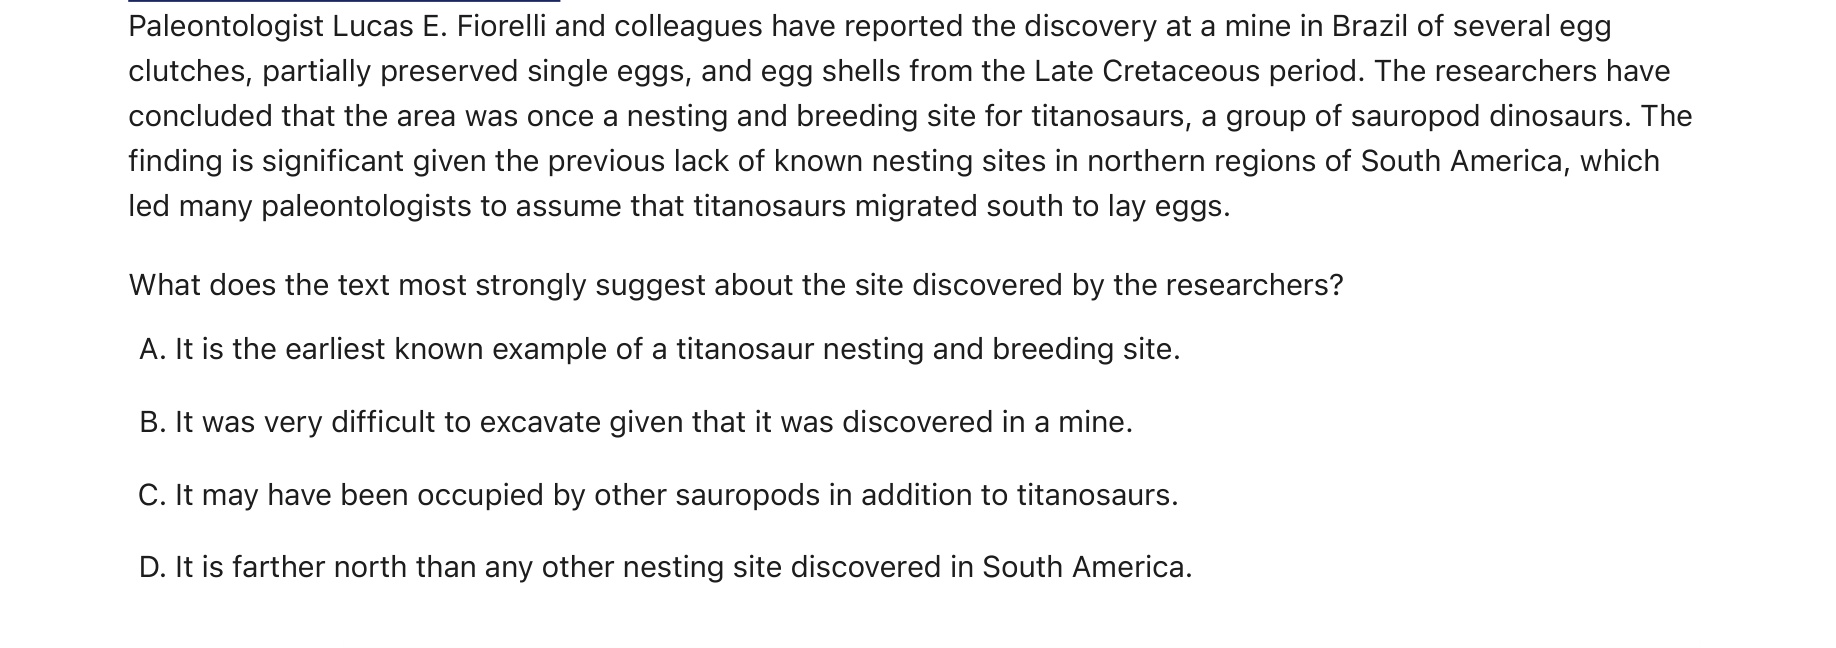 Paleontologist Lucas E. Fiorelli and colleagues have reported the discovery at a mine in Brazil of several egg
clutches, partially preserved single eggs, and egg shells from the Late Cretaceous period. The researchers have
concluded that the area was once a nesting and breeding site for titanosaurs, a group of sauropod dinosaurs. The
finding is significant given the previous lack of known nesting sites in northern regions of South America, which
led many paleontologists to assume that titanosaurs migrated south to lay eggs.
What does the text most strongly suggest about the site discovered by the researchers?
A. It is the earliest known example of a titanosaur nesting and breeding site.
B. It was very difficult to excavate given that it was discovered in a mine.
C. It may have been occupied by other sauropods in addition to titanosaurs.
D. It is farther north than any other nesting site discovered in South America.